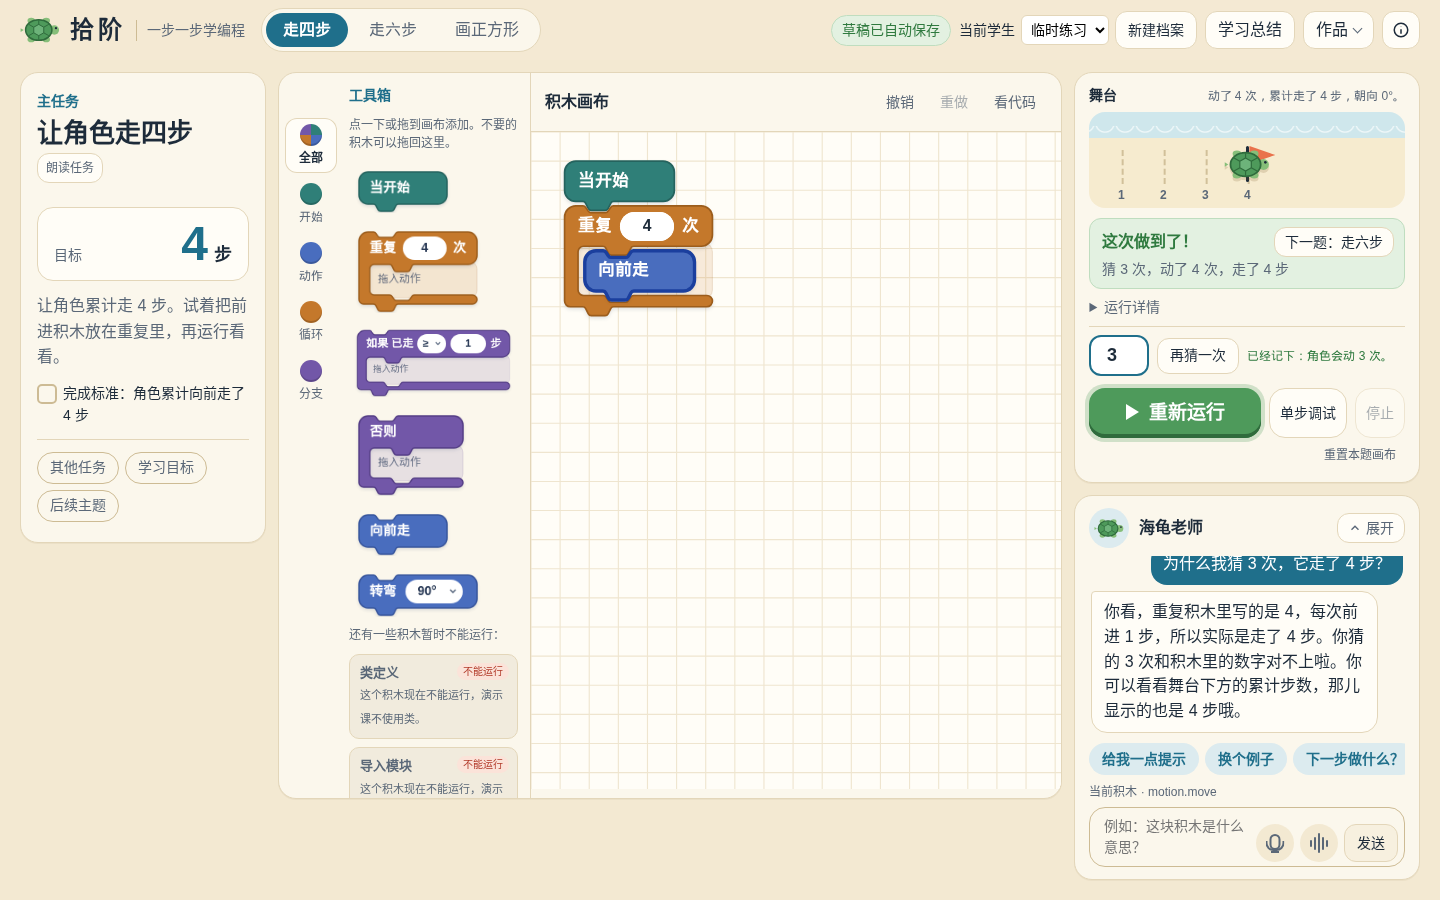 拾阶
一步一步学编程
走四步
走六步
画正方形
草稿已自动保存
当前学生
临时练习
新建档案
学习总结
作品
主任务
让角色走四步
朗读任务
目标
4 步
让角色累计走 4 步。试着把前
进积木放在重复里，再运行看
看。
完成标准：角色累计向前走了
4 步
其他任务
学习目标
后续主题
全部
开始
动作
循环
分支
工具箱
点一下或拖到画布添加。不要的
积木可以拖回这里。
当开始
重复 4 次
拖入动作
如果 已走 ≥ 1 步
拖入动作
否则
拖入动作
向前走
转弯 90°
还有一些积木暂时不能运行：
类定义
不能运行
这个积木现在不能运行，演示
课不使用类。
导入模块
不能运行
这个积木现在不能运行，演示
积木画布
撤销
重做
看代码
当开始
重复 4 次
向前走
舞台
动了 4 次，累计走了 4 步，朝向 0°。
1 2 3 4
这次做到了！
下一题：走六步
猜 3 次，动了 4 次，走了 4 步
运行详情
3
再猜一次
已经记下：角色会动 3 次。
重新运行
单步调试
停止
重置本题画布
海龟老师
展开
为什么我猜 3 次，它走了 4 步？
你看，重复积木里写的是 4，每次前
进 1 步，所以实际是走了 4 步。你猜
的 3 次和积木里的数字对不上啦。你
可以看看舞台下方的累计步数，那儿
显示的也是 4 步哦。
给我一点提示
换个例子
下一步做什么？
当前积木 · motion.move
例如：这块积木是什么
意思？
发送